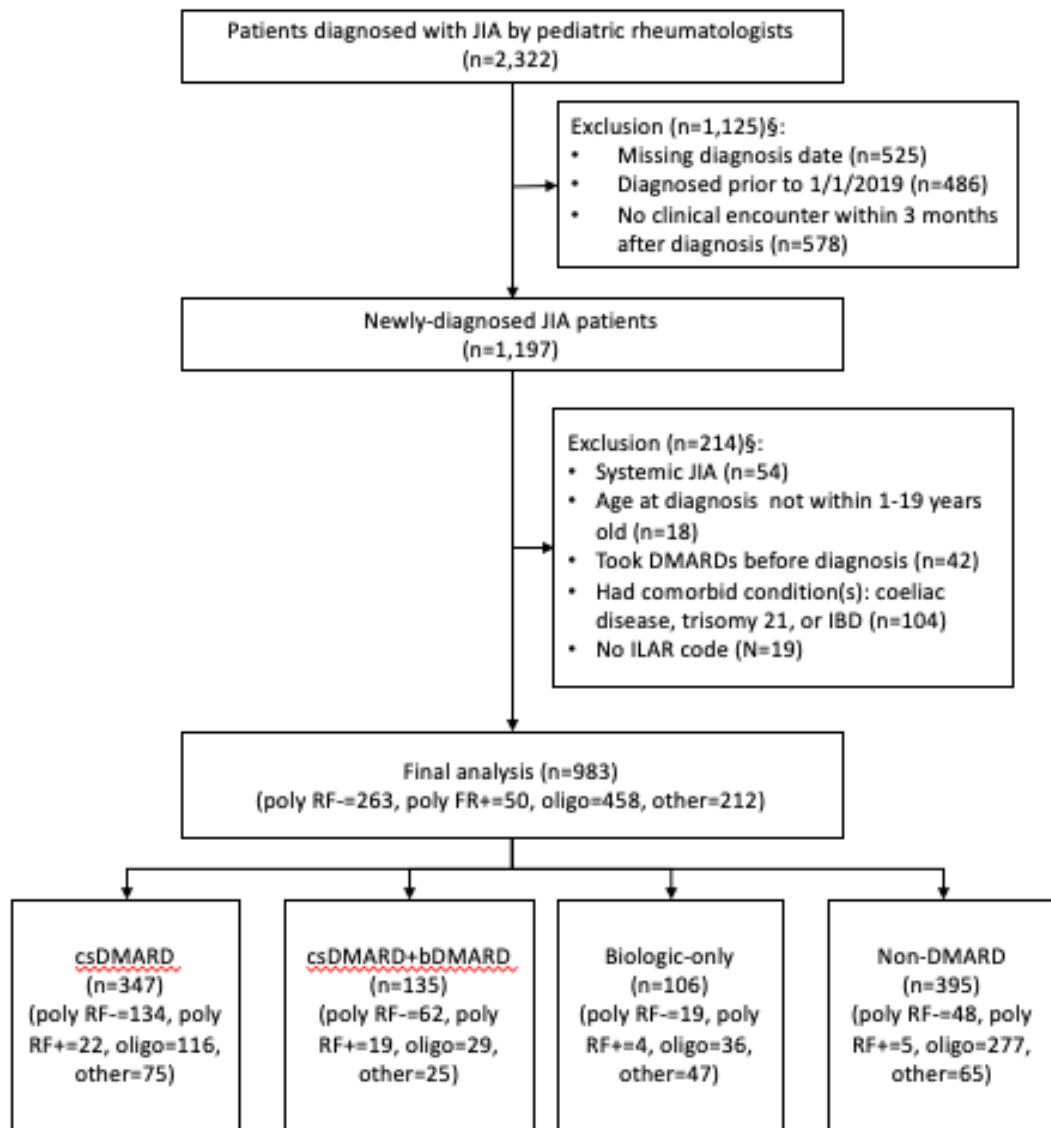 Patients diagnosed with JIA by pediatric rheumatologists
(n=2,322)
Exclusion (n=1,125)§:
• Missing diagnosis date (n=525)
• Diagnosed prior to 1/1/2019 (n=486)
• No clinical encounter within 3 months
after diagnosis (n=578)
Newly-diagnosed JIA patients
(n=1,197)
Exclusion (n=214)§:
• Systemic JIA (n=54)
• Age at diagnosis not within 1-19 years
old (n=18)
• Took DMARDs before diagnosis (n=42)
• Had comorbid condition(s): coeliac
disease, trisomy 21, or IBD (n=104)
• No ILAR code (N=19)
Final analysis (n=983)
(poly RF-=263, poly FR+=50, oligo=458, other=212)
csDMARD
(n=347)
(poly RF-=134, poly
RF+=22, oligo=116,
other=75)
csDMARD+bDMARD
(n=135)
(poly RF-=62, poly
RF+=19, oligo=29,
other=25)
Biologic-only
(n=106)
(poly RF-=19, poly
RF+=4, oligo=36,
other=47)
Non-DMARD
(n=395)
(poly RF-=48, poly
RF+=5, oligo=277,
other=65)